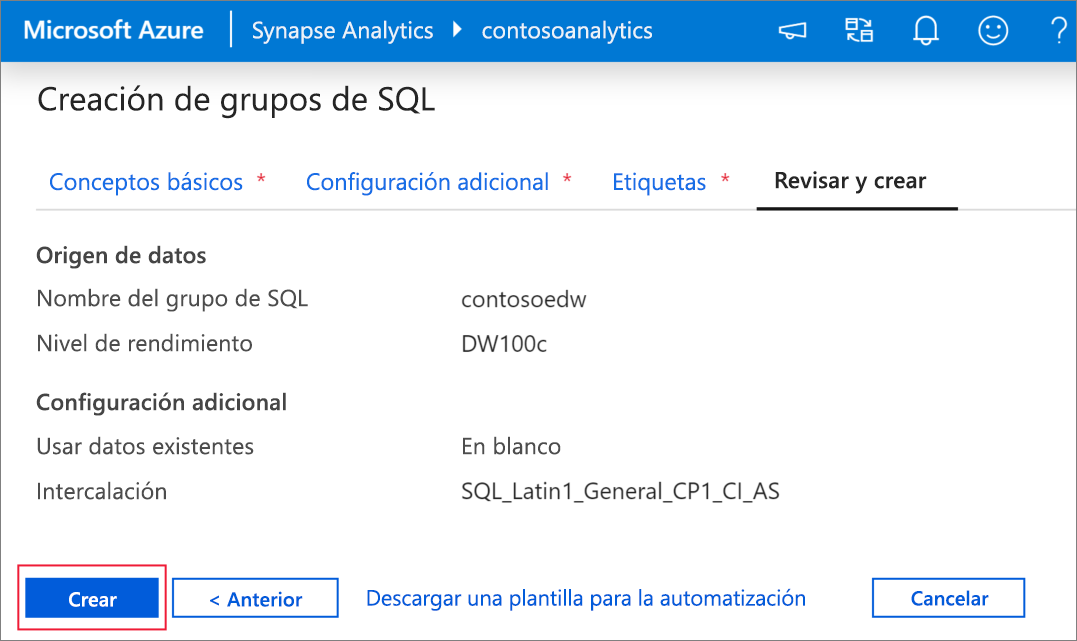 Microsoft Azure Synapse Analytics contosoanalytics ?
Creación de grupos de SQL
Conceptos básicos * Configuración adicional * Etiquetas * Revisar y crear
Origen de datos
Nombre del grupo de SQL contosoedw
Nivel de rendimiento DW100c
Configuración adicional
Usar datos existentes En blanco
Intercalación SQL_Latin1_General_CP1_CI_AS
Crear < Anterior Descargar una plantilla para la automatización Cancelar